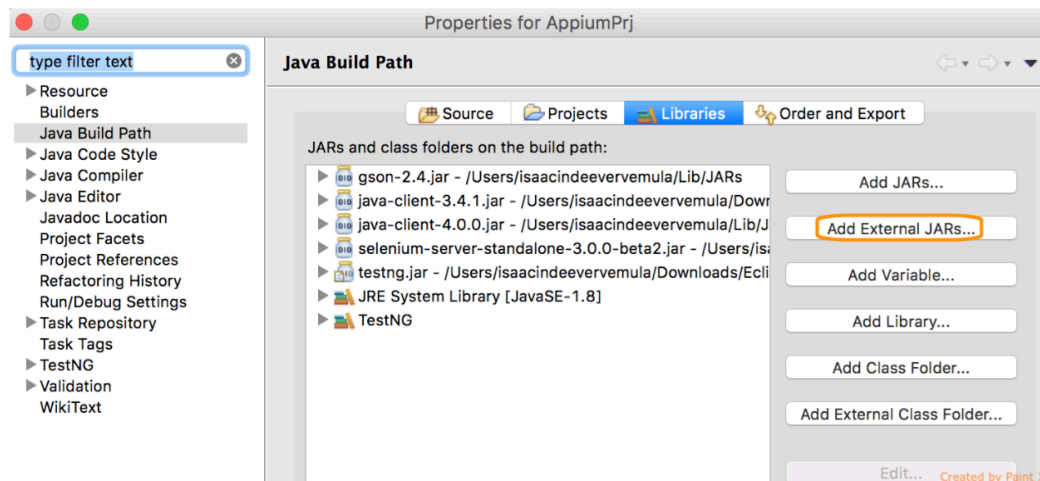 Properties for AppiumPrj
type filter text
Resource
Builders
Java Build Path
Java Code Style
Java Compiler
Java Editor
Javadoc Location
Project Facets
Project References
Refactoring History
Run/Debug Settings
Task Repository
Task Tags
TestNG
Validation
WikiText
Java Build Path
Source
Projects
Libraries
Order and Export
JARs and class folders on the build path:
gson-2.4.jar - /Users/isaacindeevervemula/Lib/JARs
java-client-3.4.1.jar - /Users/isaacindeevervemula/Dowr
java-client-4.0.0.jar - /Users/isaacindeevervemula/Lib/J
selenium-server-standalone-3.0.0-beta2.jar - /Users/isa
testng.jar - /Users/isaacindeevervemula/Downloads/Ecli
JRE System Library [JavaSE-1.8]
TestNG
Add JARs...
Add External JARs...
Add Variable...
Add Library...
Add Class Folder...
Add External Class Folder...
Edit...
Created by Paint